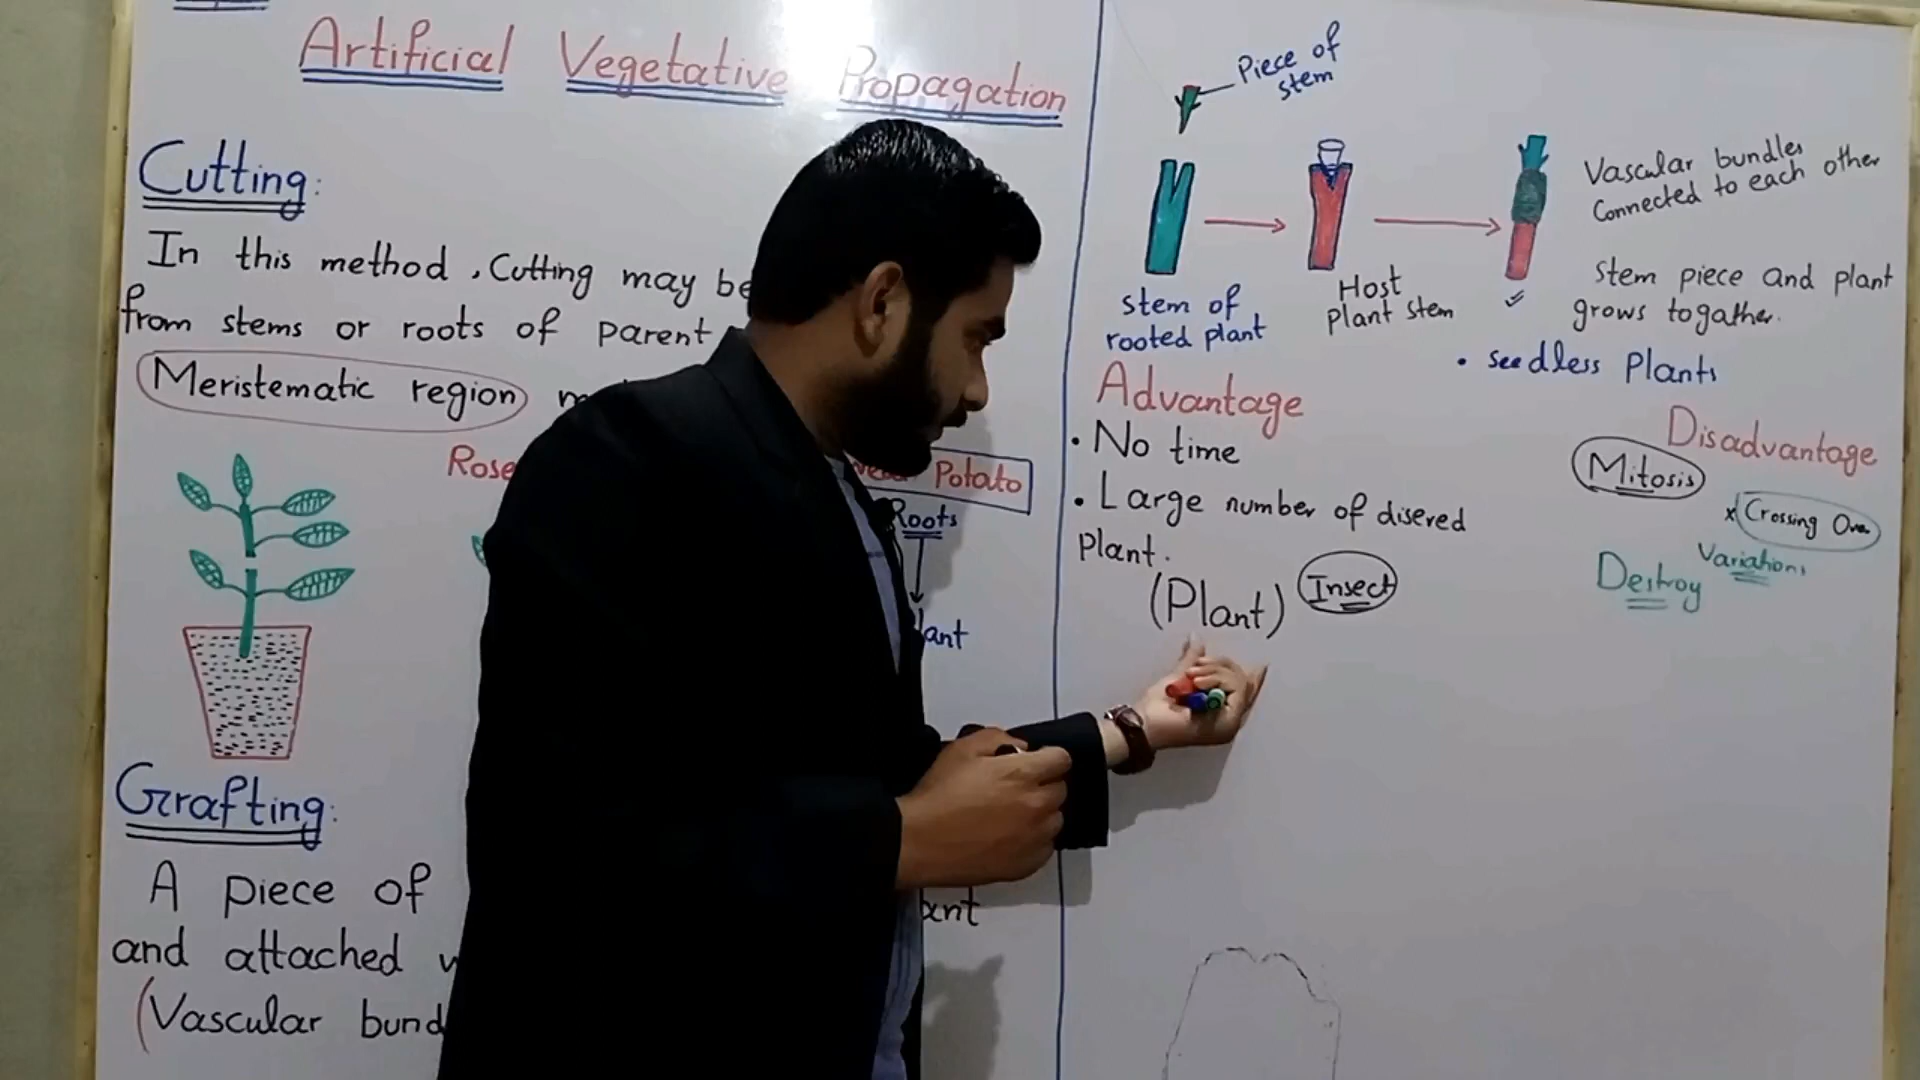 Artificial Vegetative Propagation
Cutting:
In this method, Cutting may be
from stems or roots of parent
Meristematic region
Rose
Potato
Roots
Grafting:
A piece of
and attached
(Vascular bund
Piece of
stem
stem of
rooted plant
Host
plant stem
Vascular bundles
Connected to each other
Stem piece and plant
grows togather.
• seedless Plants
Advantage
• No time
• Large number of disered
Plant.
(Plant) Insect
Disadvantage
Mitosis
x Crossing Over
Variations
Destroy